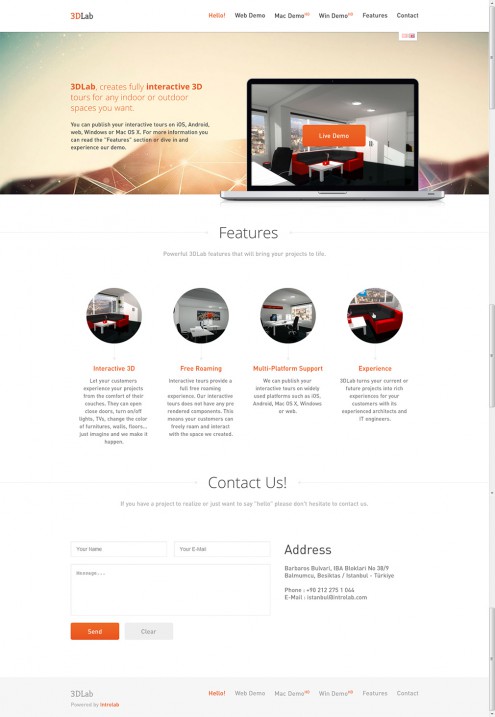 3DLab
Hello! Web Demo Mac Demo HD Win Demo HD Features Contact
3DLab, creates fully interactive 3D
tours for any indoor or outdoor
spaces you want.
You can publish your interactive tours on iOS, Android,
web, Windows or Mac OS X. For more information you
can read the "Features" section or dive in and
experience our demo.
Live Demo
Features
Powerful 3DLab features that will bring your projects to life.
Interactive 3D
Let your customers
experience your projects
from the comfort of their
couches. They can open
close doors, turn on/off
lights, TVs, change the color
of furnitures, walls, floors,..
just imagine and we make it
happen.
Free Roaming
Interactive tours provide a
full free roaming
experience. Our interactive
tours does not have any pre
rendered components. This
means your customers can
freely roam and interact
with the space we created.
Multi-Platform Support
We can publish your
interactive tours on widely
used platforms such as iOS,
Android, Mac OS X, Windows
or web.
Experience
3DLab turns your current or
future projects into rich
experiences for your
customers with its
experienced architects and
IT engineers.
Contact Us!
If you have a project to realize or just want to say "hello" please don't hesitate to contact us.
Your Name
Your E-Mail
Message...
Send
Clear
Address
Barbaros Bulvari, IBA Bloklari No 38/9
Balmumcu, Besiktas / Istanbul - Türkiye
Phone : +90 212 275 1 044
E-Mail : istanbul@introlab.com
3DLab
Powered by Introlab
Hello! Web Demo Mac Demo HD Win Demo HD Features Contact